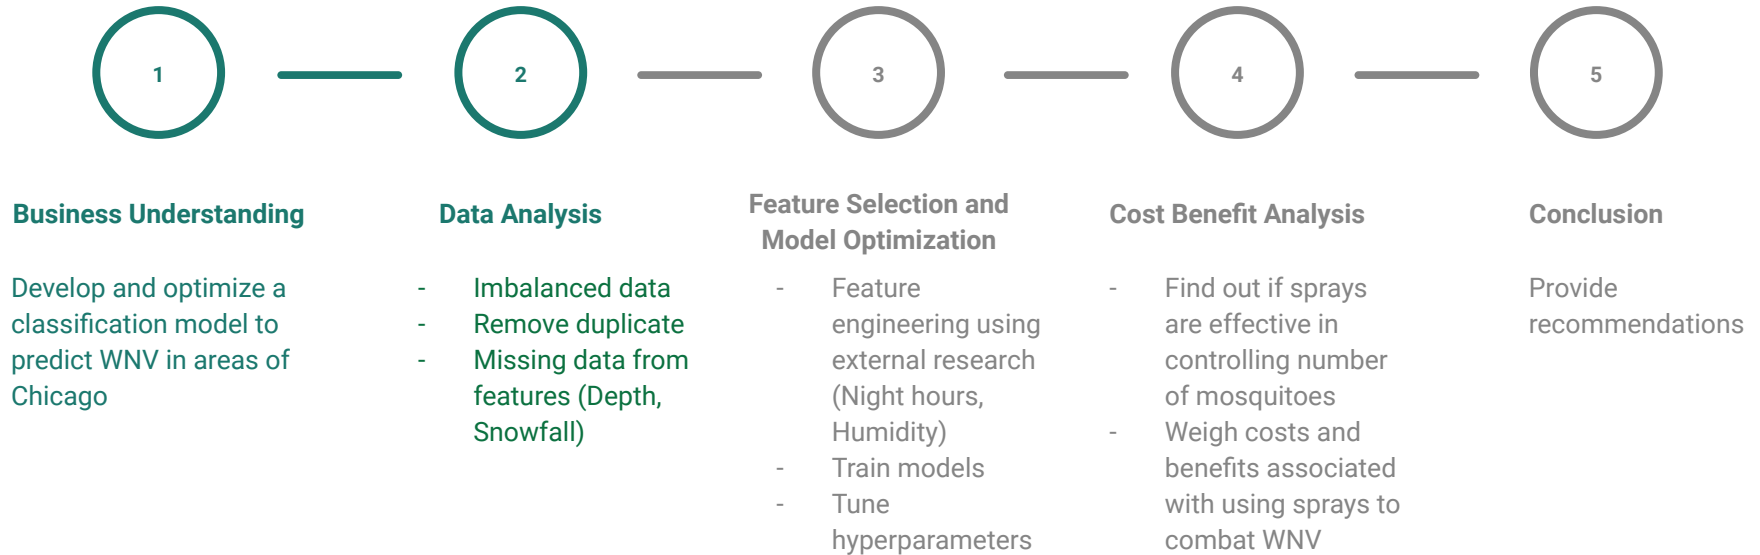 1
2
3
4
5
Business Understanding
Develop and optimize a
classification model to
predict WNV in areas of
Chicago
Data Analysis
- Imbalanced data
- Remove duplicate
- Missing data from
features (Depth,
Snowfall)
Feature Selection and
Model Optimization
- Feature
engineering using
external research
(Night hours,
Humidity)
- Train models
- Tune
hyperparameters
Cost Benefit Analysis
- Find out if sprays
are effective in
controlling number
of mosquitoes
- Weigh costs and
benefits associated
with using sprays to
combat WNV
Conclusion
Provide
recommendations